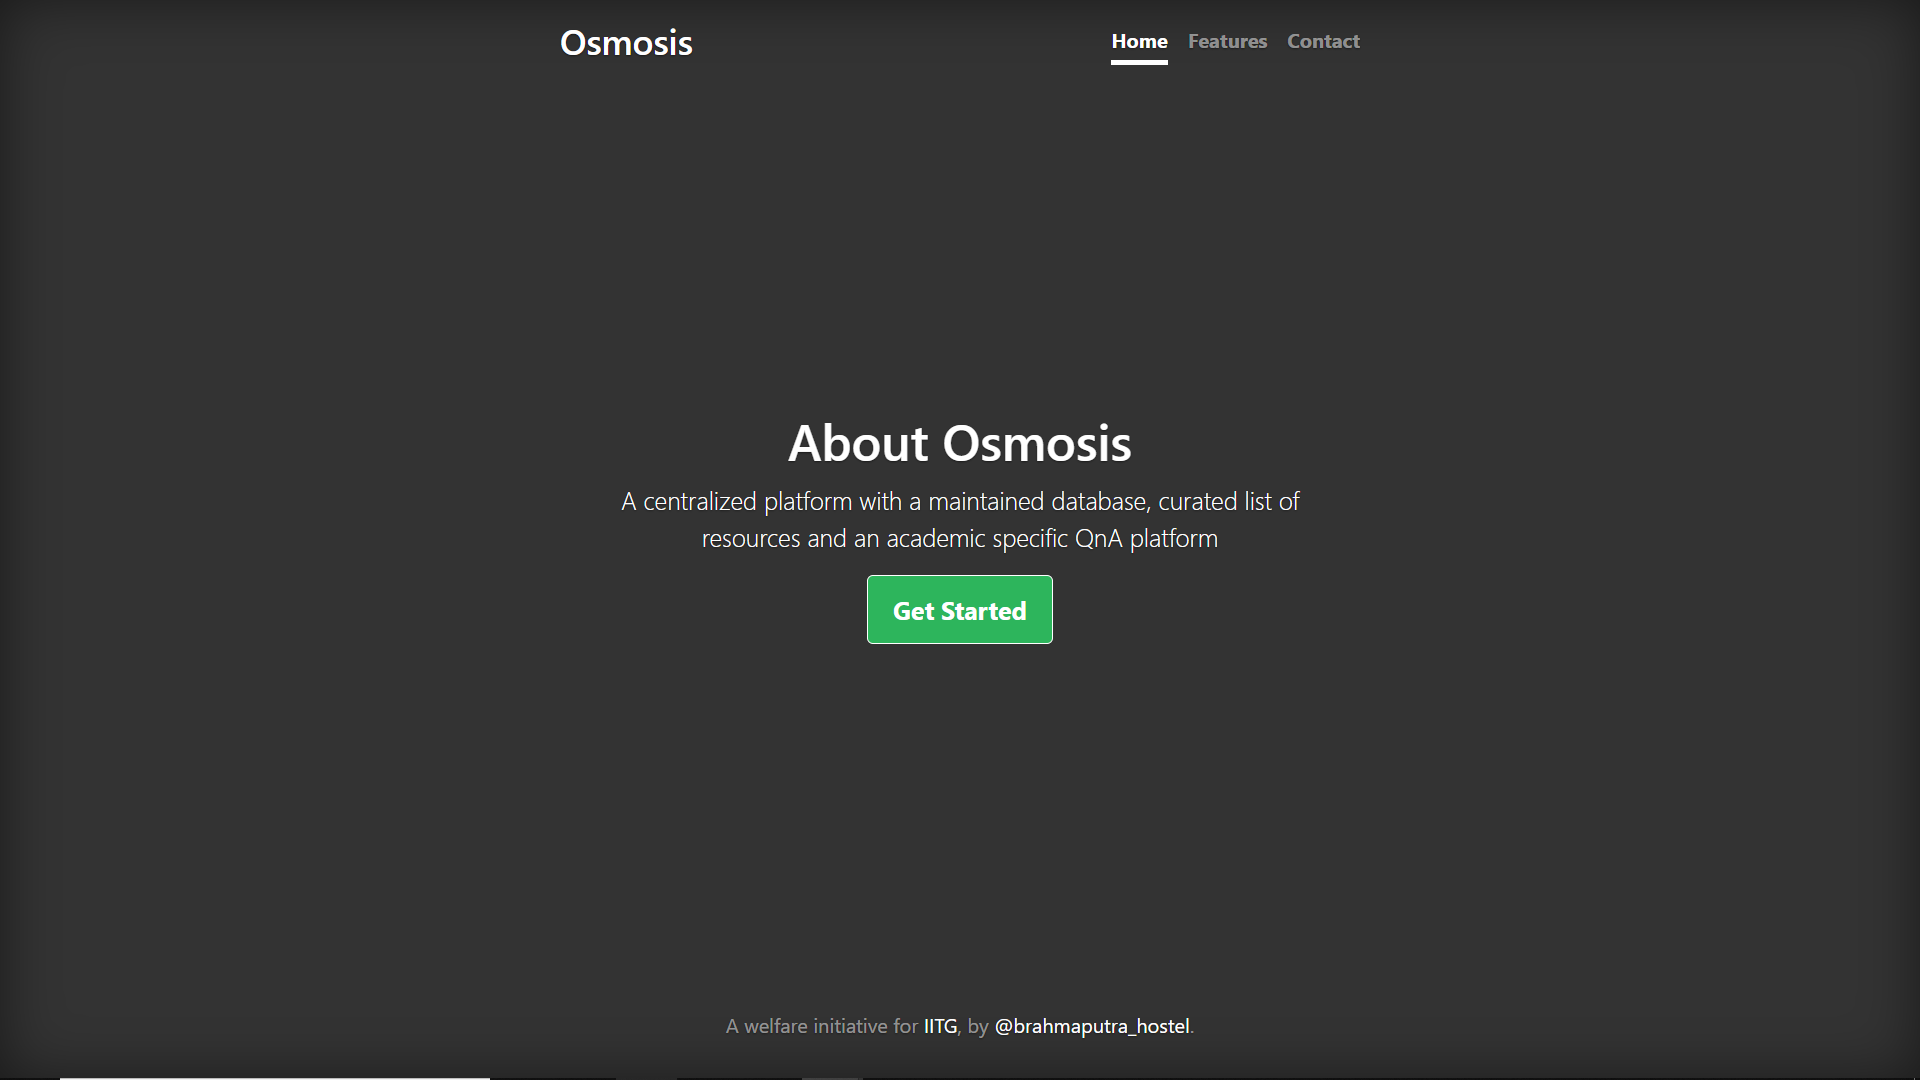 Osmosis
Home Features Contact
About Osmosis
A centralized platform with a maintained database, curated list of
resources and an academic specific QnA platform
Get Started
A welfare initiative for IITG, by @brahmaputra_hostel.